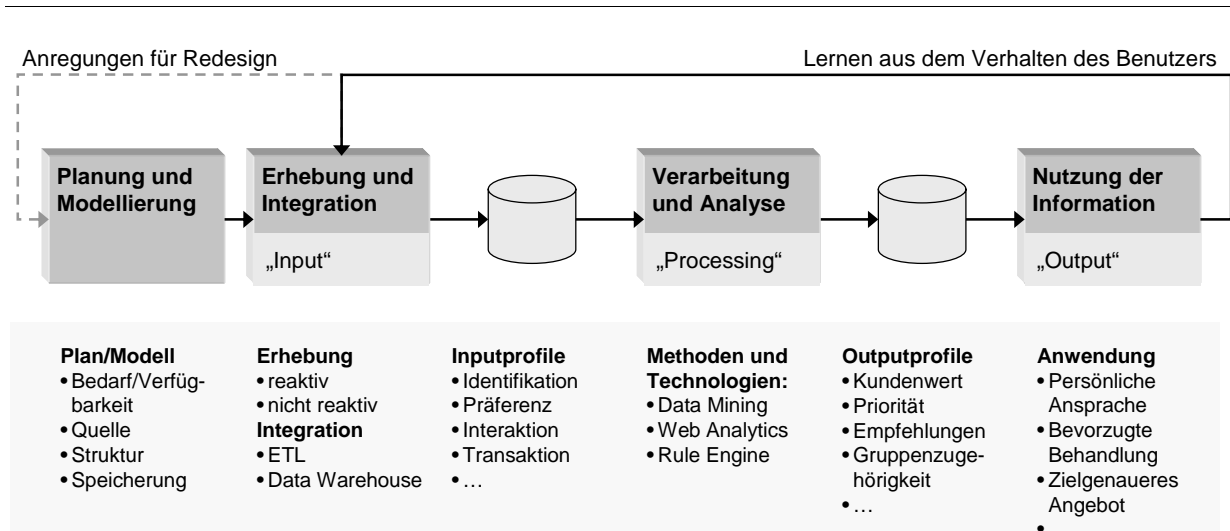 Anregungen für Redesign
Lernen aus dem Verhalten des Benutzers
Planung und
Modellierung
Erhebung und
Integration
„Input“
Verarbeitung
und Analyse
„Processing“
Nutzung der
Information
„Output“
Plan/Modell
• Bedarf/Verfüg-
barkeit
• Quelle
• Struktur
• Speicherung
Erhebung
• reaktiv
• nicht reaktiv
Integration
• ETL
• Data Warehouse
Inputprofile
• Identifikation
• Präferenz
• Interaktion
• Transaktion
• …
Methoden und
Technologien:
• Data Mining
• Web Analytics
• Rule Engine
Outputprofile
• Kundenwert
• Priorität
• Empfehlungen
• Gruppenzuge-
hörigkeit
• …
Anwendung
• Persönliche
Ansprache
• Bevorzugte
Behandlung
• Zielgenaueres
Angebot
•